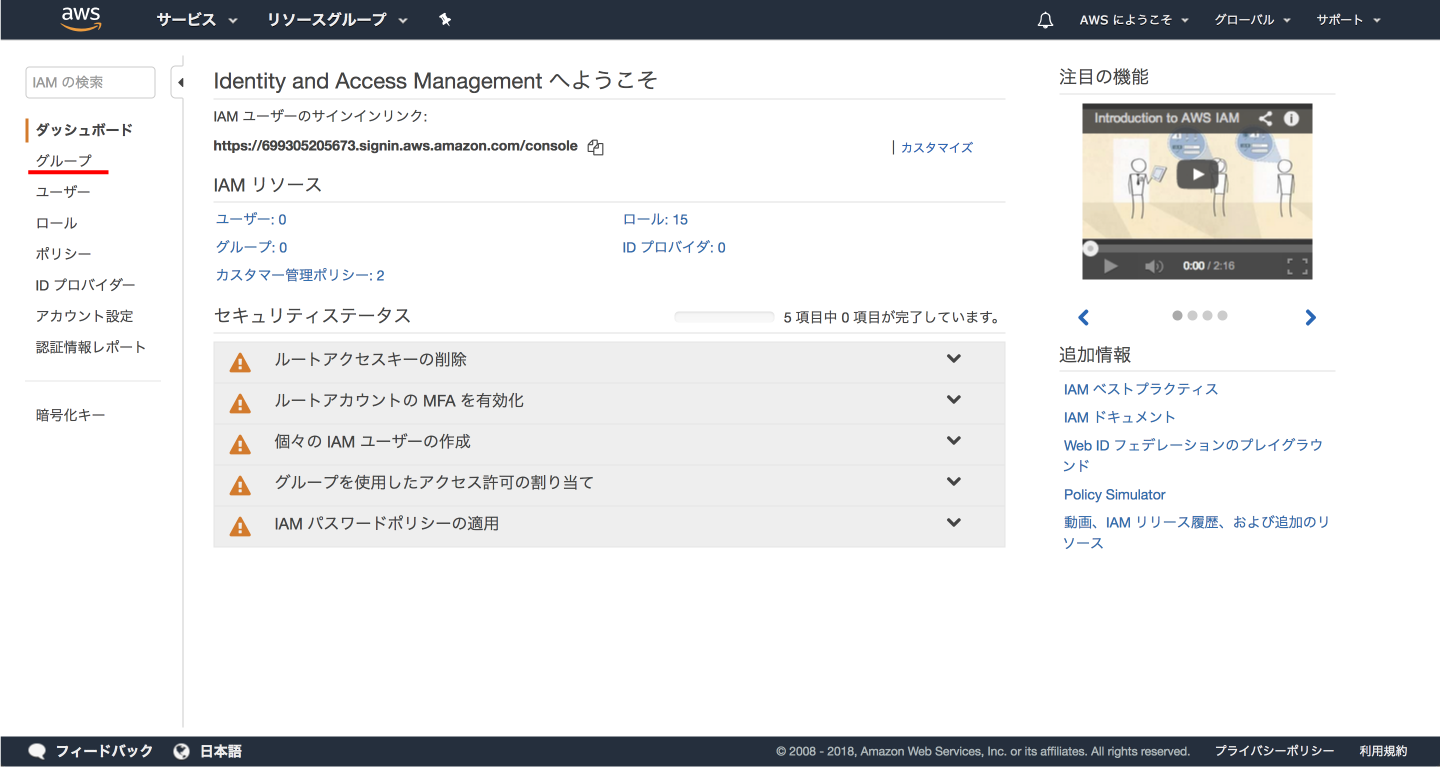 aws サービス リソースグループ AWS にようこそ グローバル サポート
IAM の検索
ダッシュボード
グループ
ユーザー
ロール
ポリシー
ID プロバイダー
アカウント設定
認証情報レポート
暗号化キー
Identity and Access Management へようこそ
IAM ユーザーのサインインリンク:
https://699305205673.signin.aws.amazon.com/console | カスタマイズ
IAM リソース
ユーザー: 0 ロール: 15
グループ: 0 ID プロバイダ: 0
カスタマー管理ポリシー: 2
セキュリティステータス 5 項目中 0 項目が完了しています。
ルートアクセスキーの削除
ルートアカウントの MFA を有効化
個々の IAM ユーザーの作成
グループを使用したアクセス許可の割り当て
IAM パスワードポリシーの適用
注目の機能
Introduction to AWS IAM
0:00 / 2:16
追加情報
IAM ベストプラクティス
IAM ドキュメント
Web ID フェデレーションのプレイグラウ
ンド
Policy Simulator
動画、IAM リリース履歴、および追加のリ
ソース
フィードバック 日本語 © 2008 - 2018, Amazon Web Services, Inc. or its affiliates. All rights reserved. プライバシーポリシー 利用規約